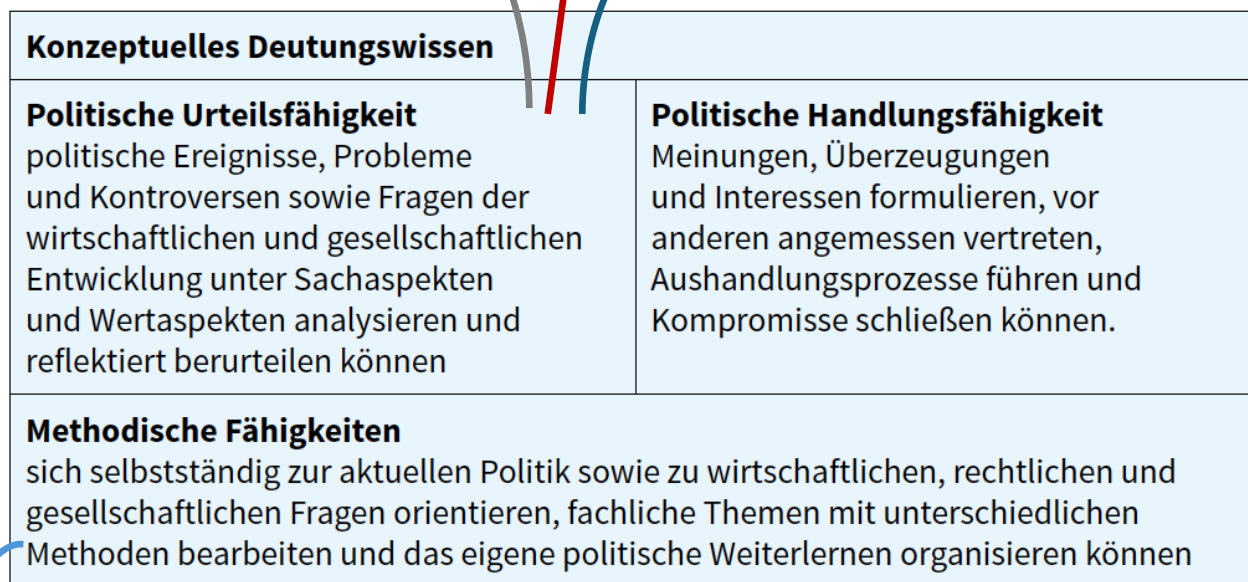 Konzeptuelles Deutungswissen
Politische Urteilsfähigkeit
politische Ereignisse, Probleme
und Kontroversen sowie Fragen der
wirtschaftlichen und gesellschaftlichen
Entwicklung unter Sachaspekten
und Wertaspekten analysieren und
reflektiert berurteilen können
Politische Handlungsfähigkeit
Meinungen, Überzeugungen
und Interessen formulieren, vor
anderen angemessen vertreten,
Aushandlungsprozesse führen und
Kompromisse schließen können.
Methodische Fähigkeiten
sich selbstständig zur aktuellen Politik sowie zu wirtschaftlichen, rechtlichen und
gesellschaftlichen Fragen orientieren, fachliche Themen mit unterschiedlichen
Methoden bearbeiten und das eigene politische Weiterlernen organisieren können